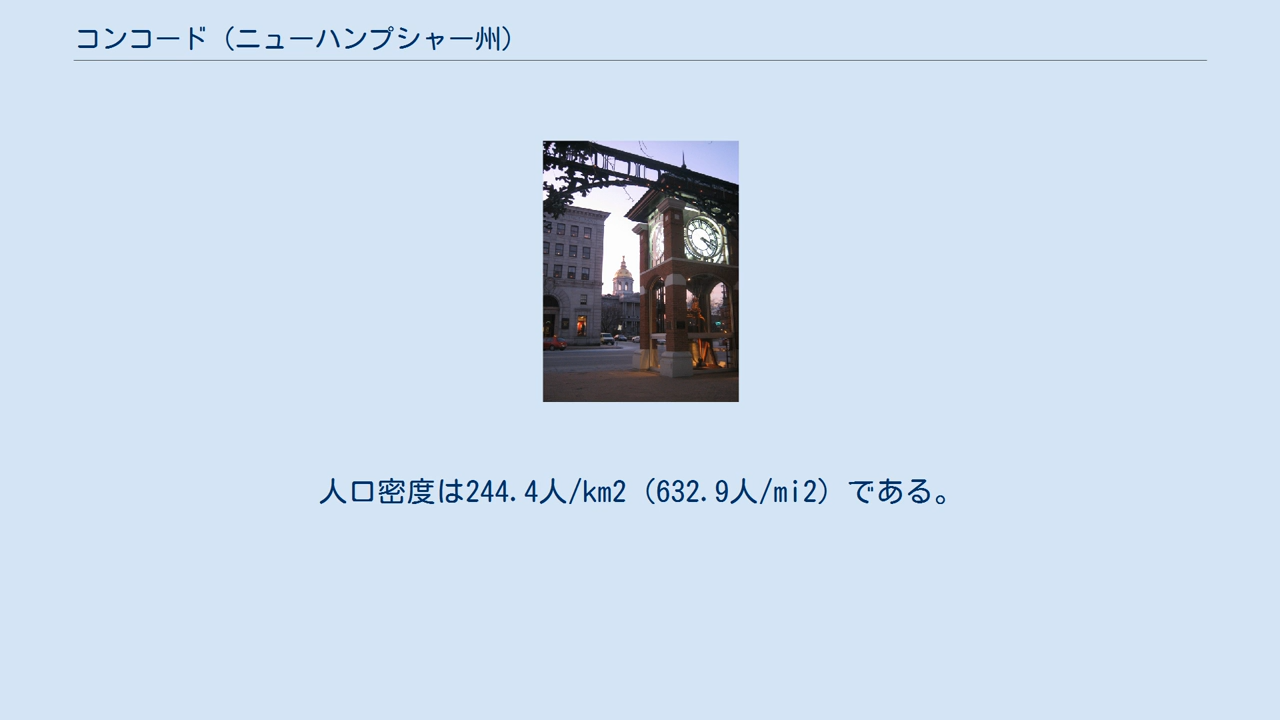 コンコード（ニューハンプシャー州）
人口密度は244.4人/km2（632.9人/mi2）である。